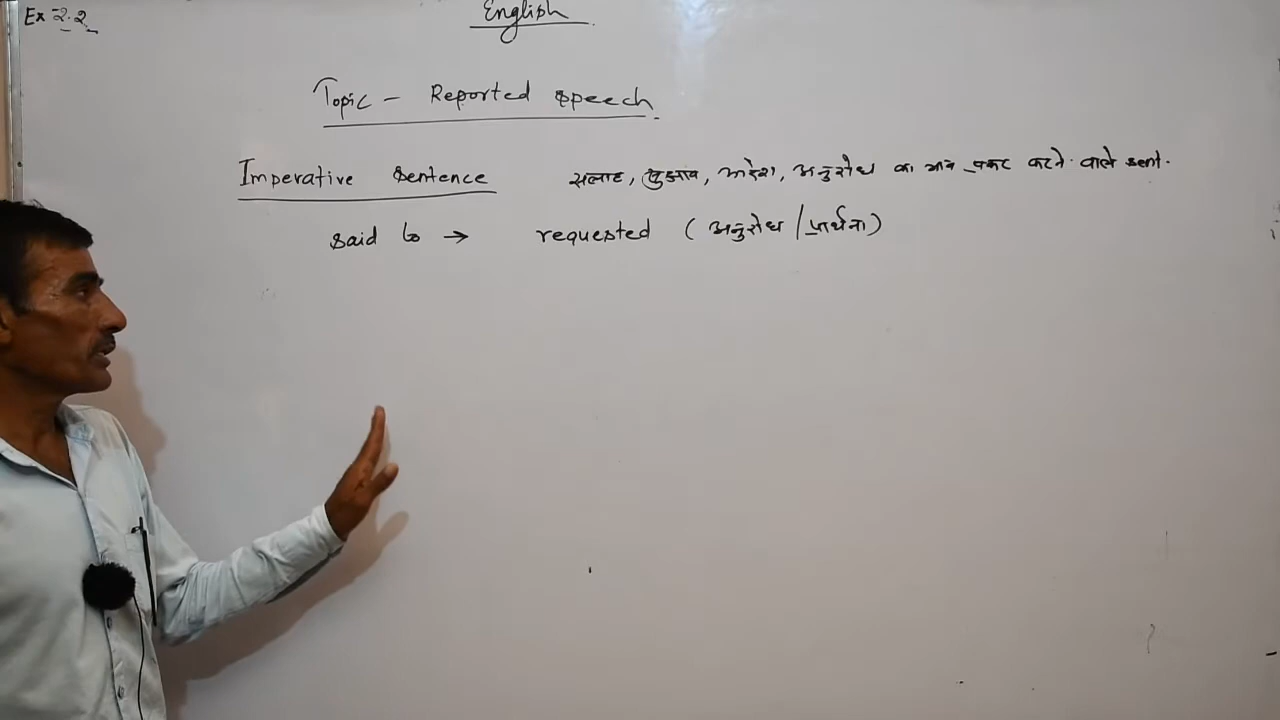 Ex 2.2
English
Topic - Reported speech
Imperative Sentence सलाह, सुझाव, आदेश, अनुरोध का भाव प्रकट करने वाले sent.
said to → requested (अनुरोध / प्रार्थना)